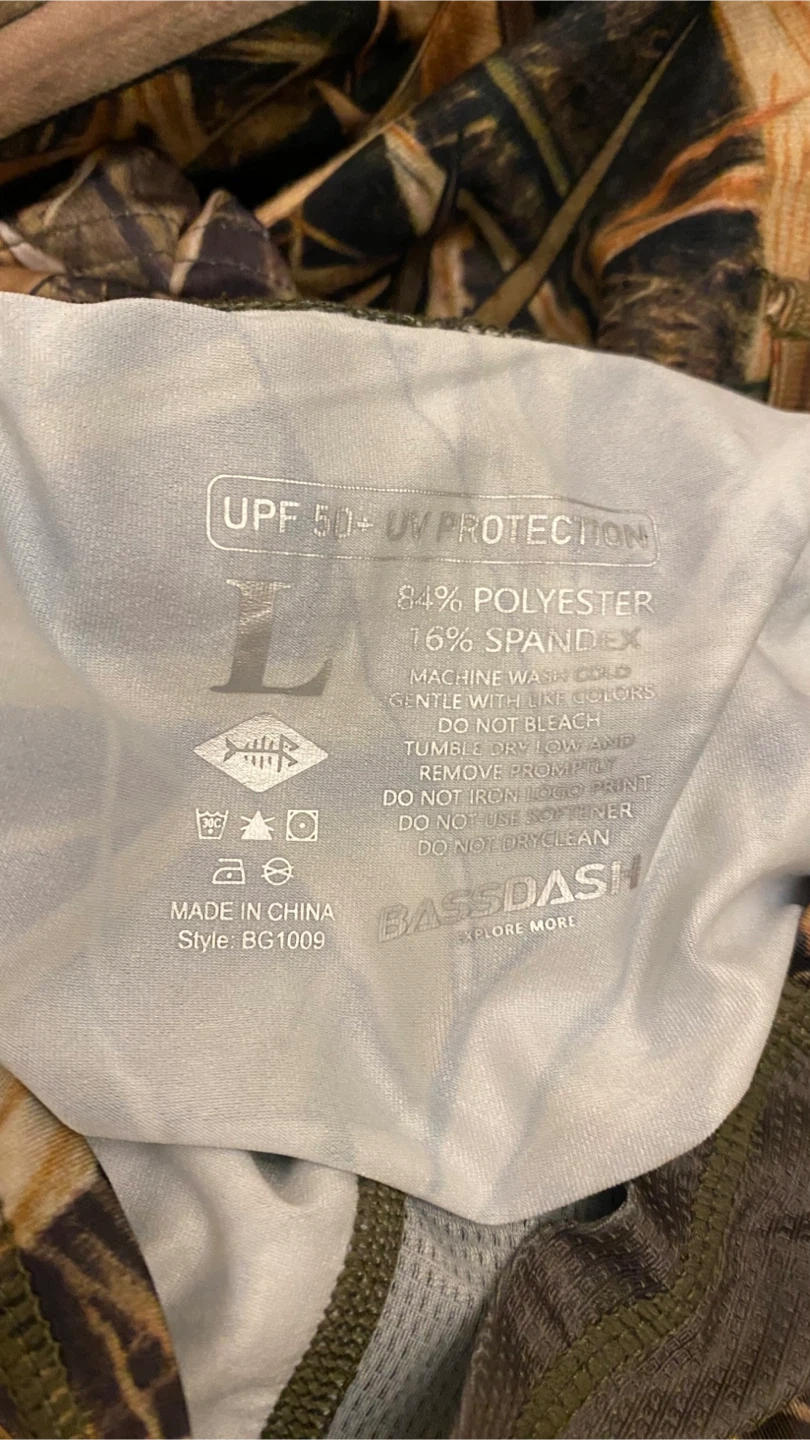 UPF 50+ UV PROTECTION
L
84% POLYESTER
16% SPANDEX
MACHINE WASH COLD
GENTLE WITH LIKE COLORS
DO NOT BLEACH
TUMBLE DRY LOW AND
REMOVE PROMPTLY
DO NOT IRON LOGO PRINT
DO NOT USE SOFTENER
DO NOT DRYCLEAN
30C
MADE IN CHINA
Style: BG1009
BASSDASH
EXPLORE MORE